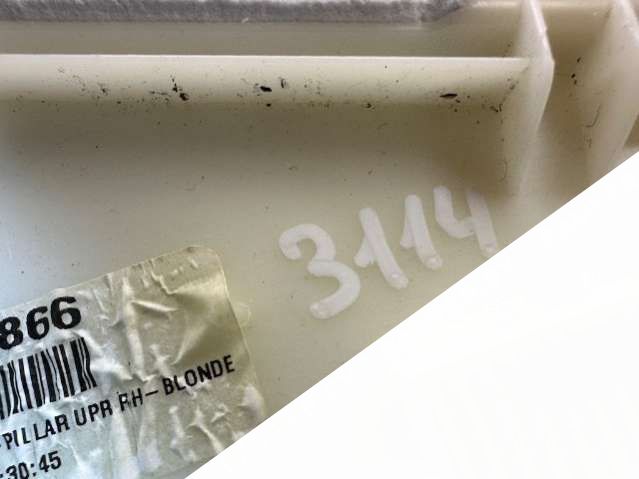 3114
866
PILLAR UPR RH-BLONDE
:30:45